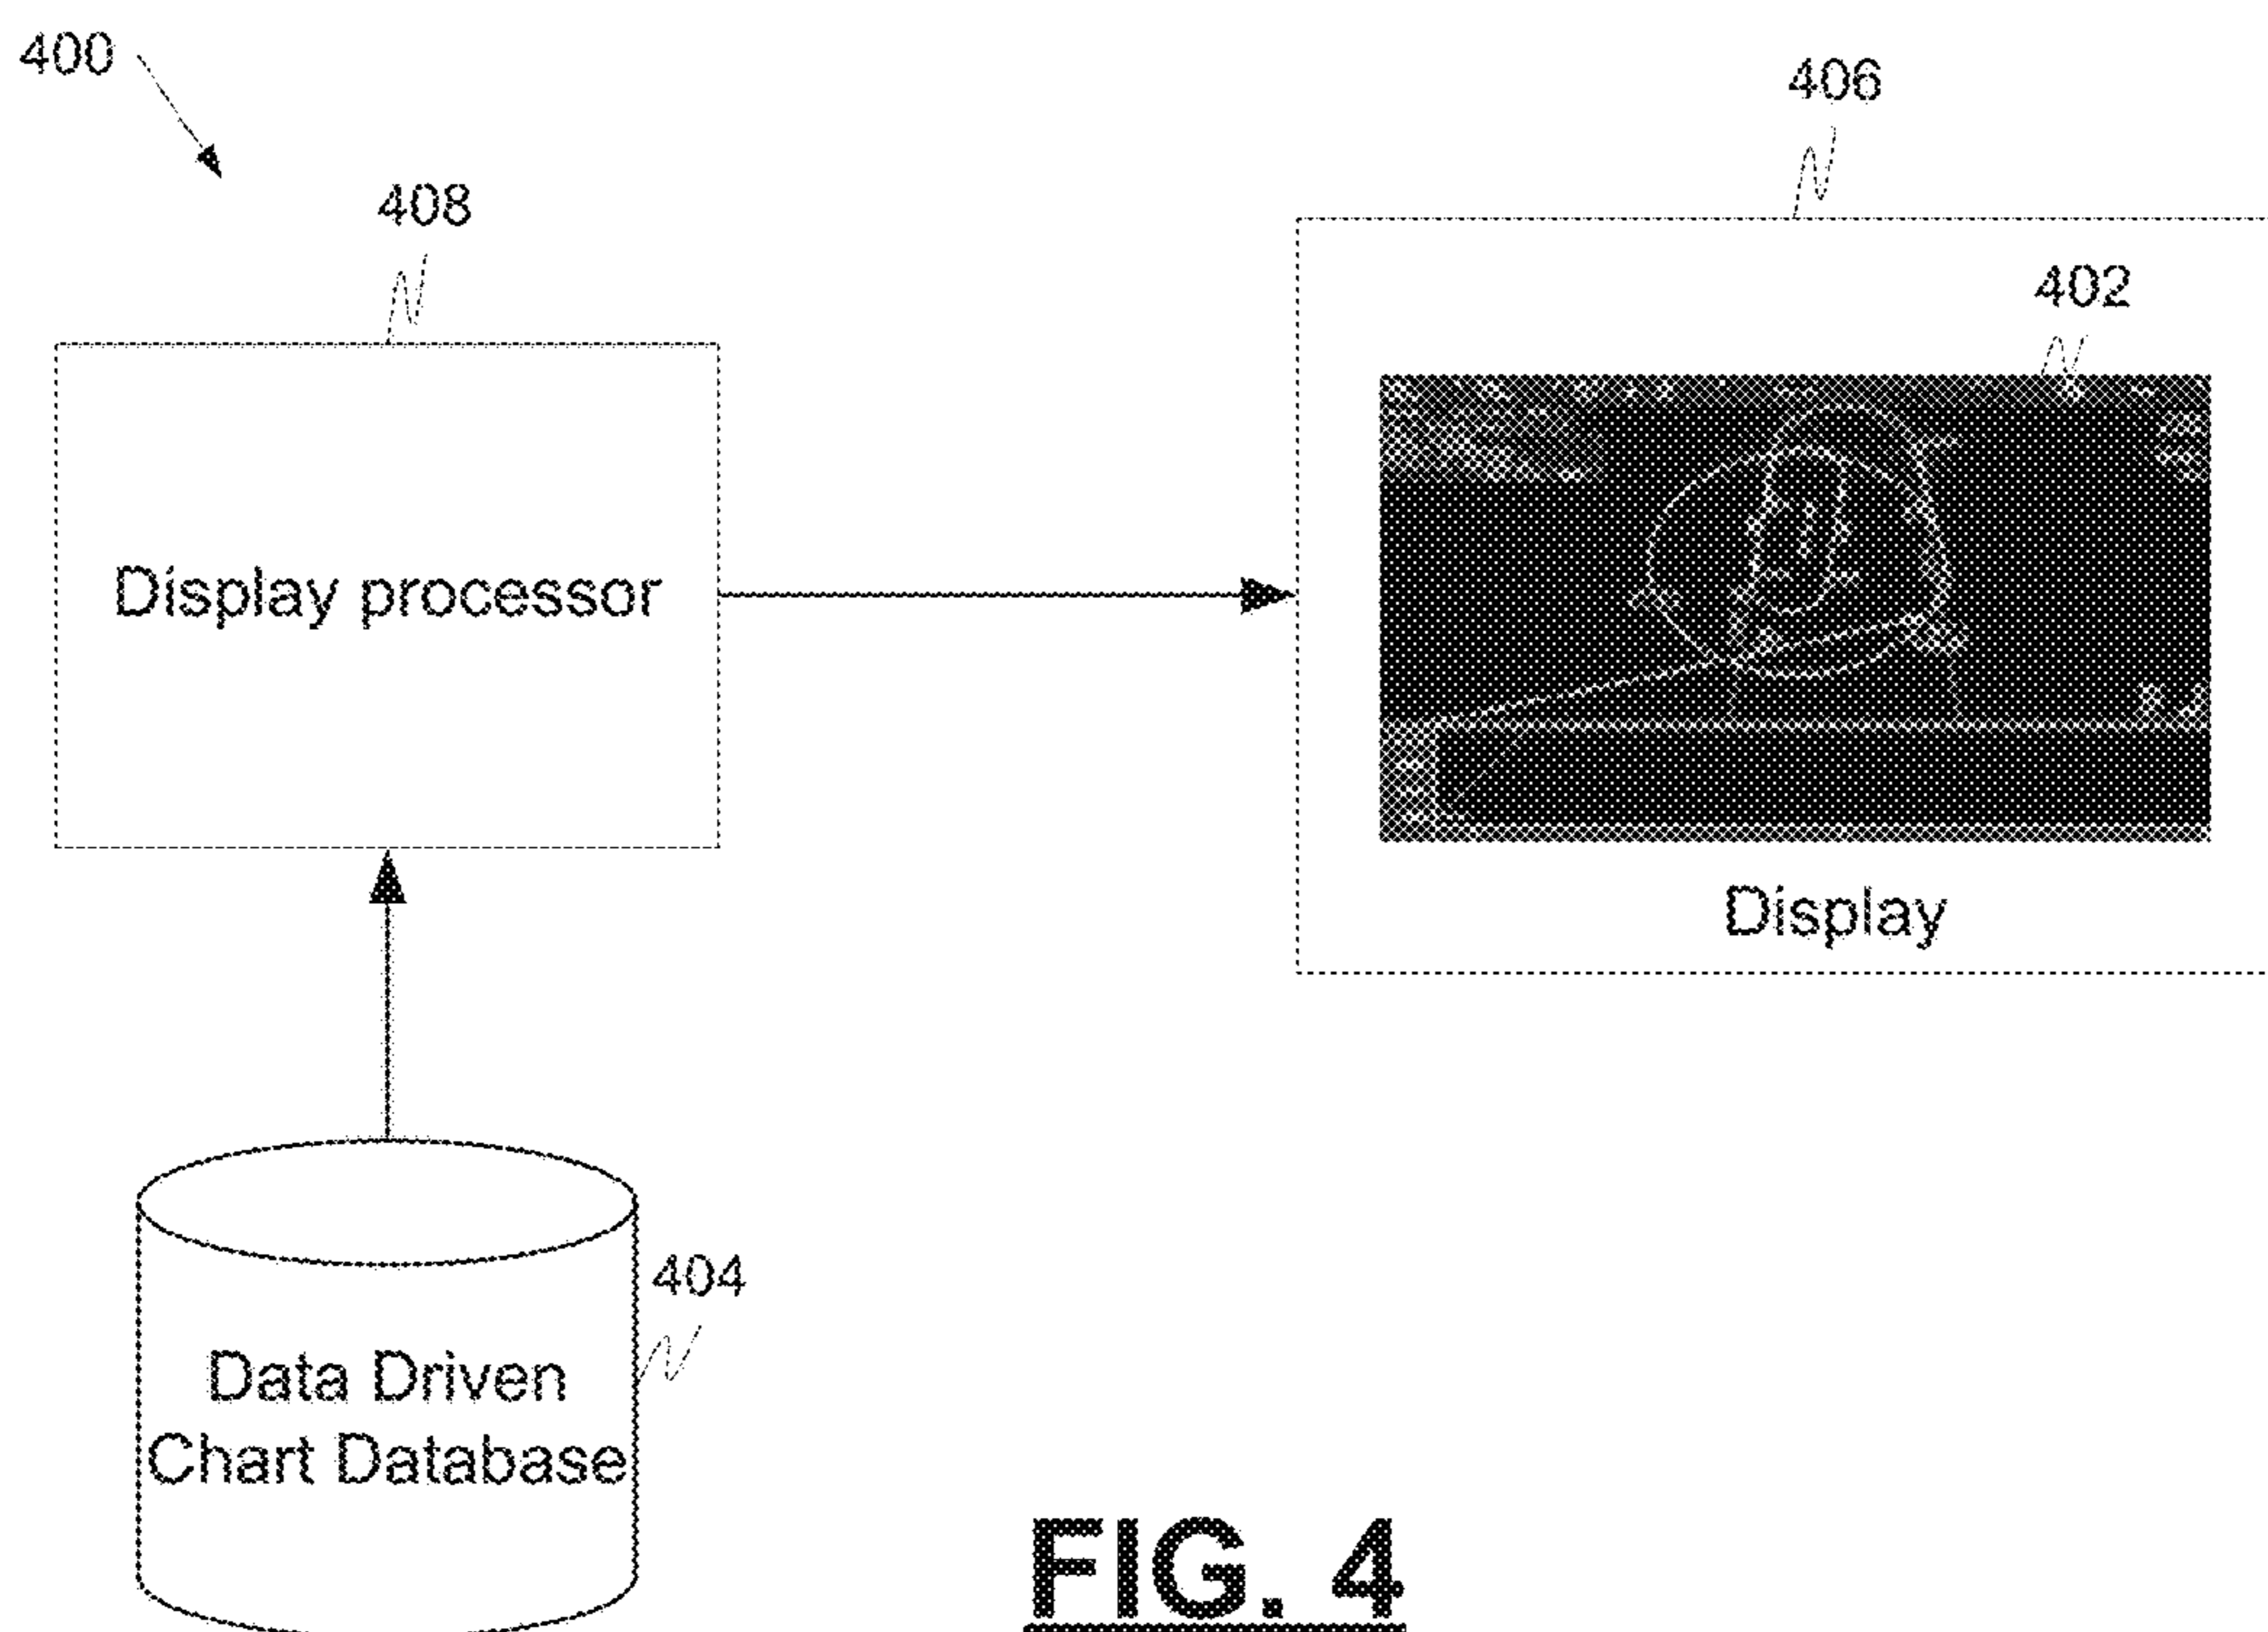 400
406
408
402
Display processor
Display
404
Data Driven
Chart Database
FIG. 4